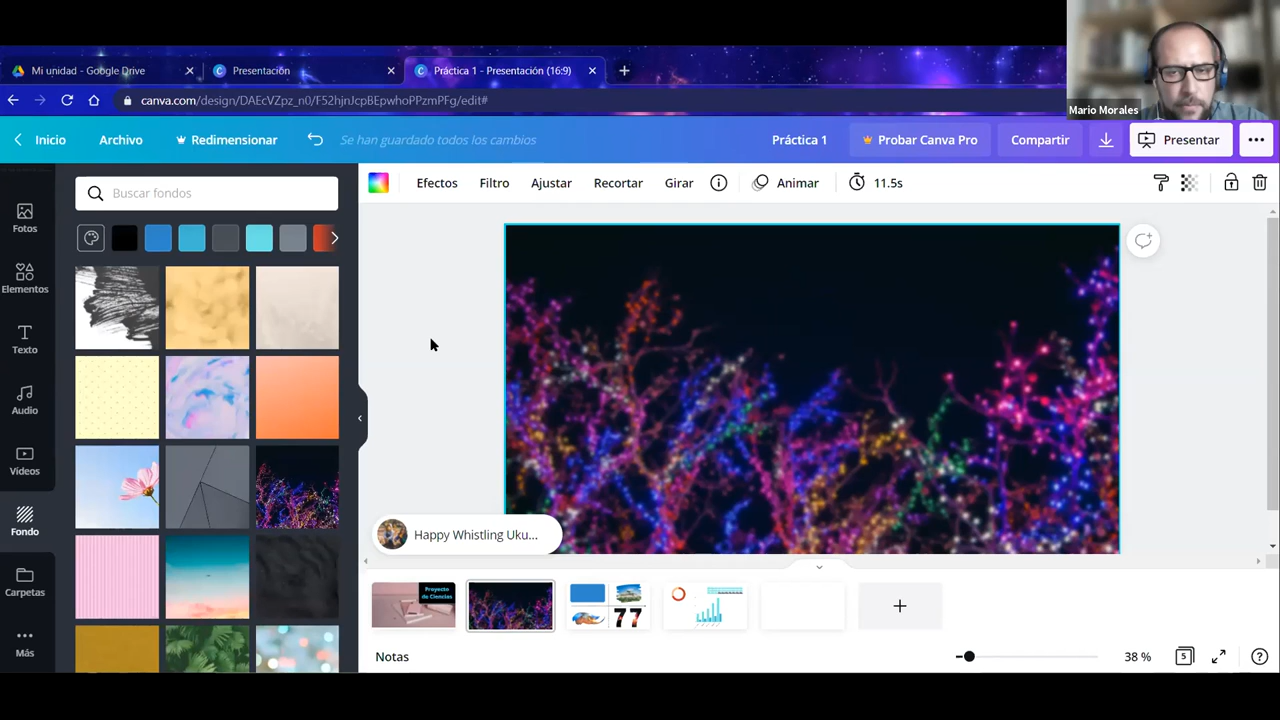 Mi unidad - Google Drive
Presentación
Práctica 1 - Presentación (16:9)
Mario Morales
canva.com/design/DAEcVZpz_n0/F52hjnJcpBEpwhoPPzmPFg/edit#
Inicio
Archivo
Redimensionar
Se han guardado todos los cambios
Práctica 1
Probar Canva Pro
Compartir
Presentar
Buscar fondos
Efectos
Filtro
Ajustar
Recortar
Girar
Animar
11.5s
Fotos
Elementos
Texto
Audio
Vídeos
Fondo
Carpetas
Más
Happy Whistling Uku...
Proyecto
de Ciencias
77
Notas
38 %
5